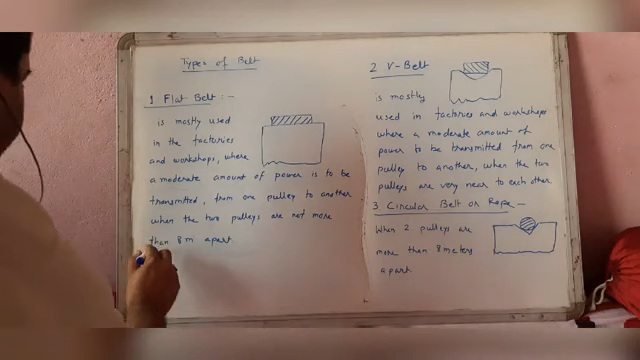 Types of Belt
1 Flat Belt :-
is mostly used
in the factories
and workshops, where
a moderate amount of power is to be
transmitted, from one pulley to another
when the two pulleys are not more
than 8m apart.
2 V-Belt
is mostly
used in factories and workshops
where a moderate amount of
power to be transmitted from one
pulley to another, when the two
pulleys are very near to each other.
3 Circular Belt or Rope -
When 2 pulleys are
more than 8 meters
apart.